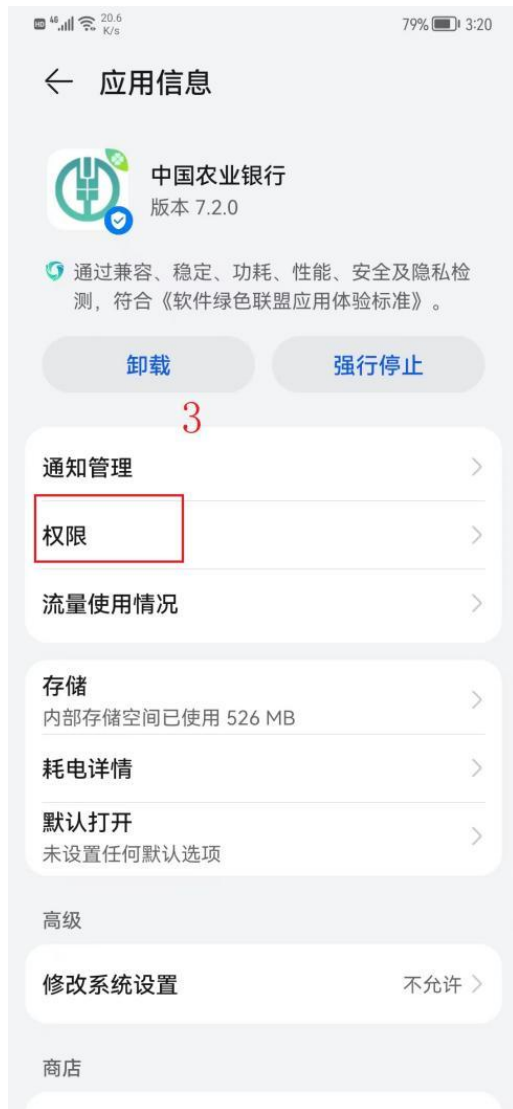 HD 4G 20.6 K/s 79% 3:20
应用信息
中国农业银行
版本 7.2.0
通过兼容、稳定、功耗、性能、安全及隐私检
测，符合《软件绿色联盟应用体验标准》。
卸载 强行停止
3
通知管理
权限
流量使用情况
存储
内部存储空间已使用 526 MB
耗电详情
默认打开
未设置任何默认选项
高级
修改系统设置 不允许
商店